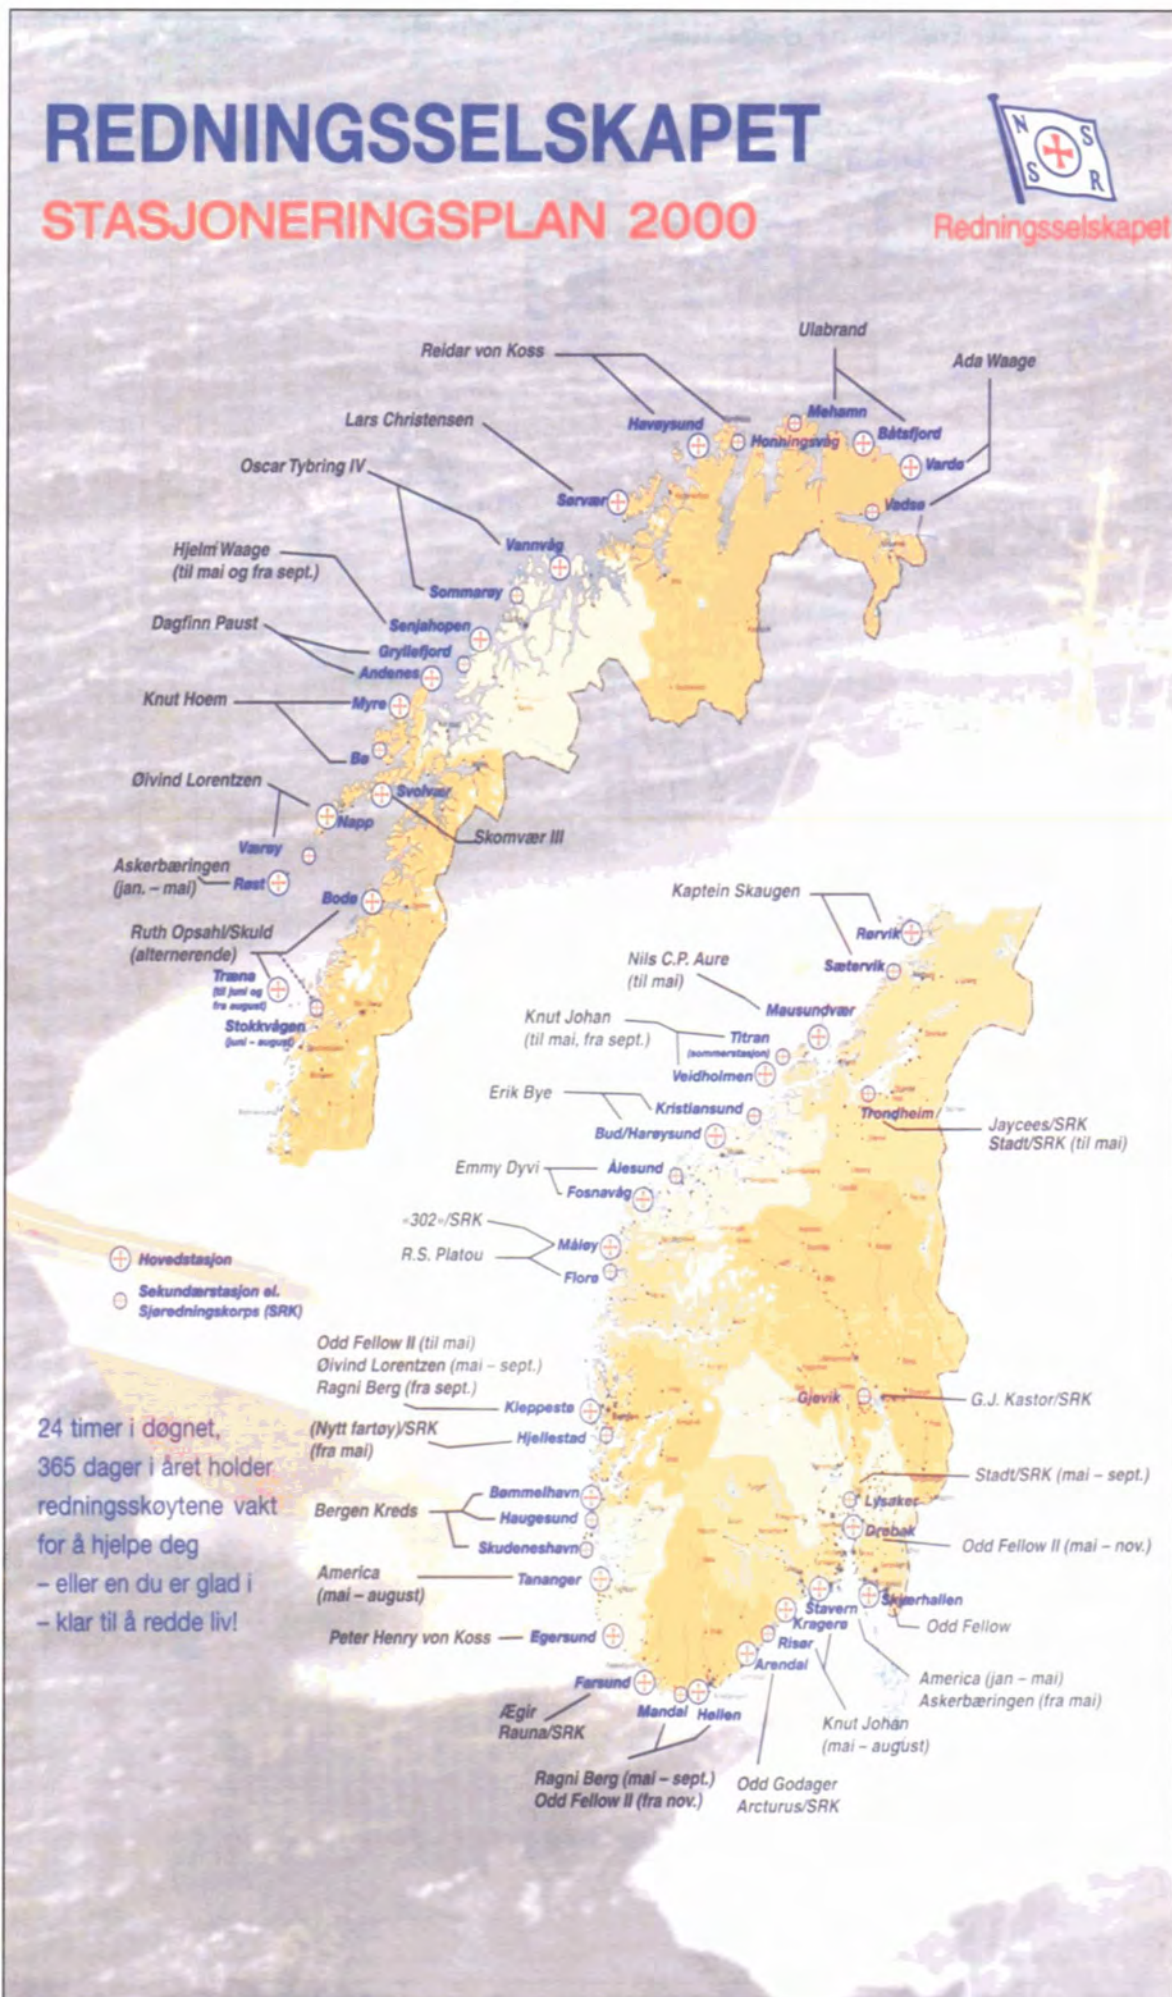 REDNINGSSELSKAPET
STASJONERINGSPLAN 2000
N S
S R
Redningsselskapet
Ulabrand
Reidar von Koss
Ada Waage
Mehamn
Lars Christensen
Havøysund
Honningsvåg
Båtsfjord
Vardø
Oscar Tybring IV
Sørvær
Vadsø
Hjelm Waage
(til mai og fra sept.)
Vannvåg
Sommarøy
Dagfinn Paust
Senjahopen
Gryllefjord
Andenes
Knut Hoem
Myre
Bø
Øivind Lorentzen
Svolvær
Napp
Skomvær III
Værøy
Askerbæringen
(jan. – mai)
Røst
Bodø
Ruth Opsahl/Skuld
(alternerende)
Træna
(til juni og
fra august)
Stokkvågen
(juni – august)
Kaptein Skaugen
Rørvik
Nils C.P. Aure
(til mai)
Sætervik
Mausundvær
Knut Johan
(til mai, fra sept.)
Titran
(sommerstasjon)
Veidholmen
Erik Bye
Kristiansund
Trondheim
Bud/Harøysund
Jaycees/SRK
Stadt/SRK (til mai)
Emmy Dyvi
Ålesund
Fosnavåg
«302»/SRK
Måløy
R.S. Platou
Florø
Hovedstasjon
Sekundærstasjon el.
Sjøredningskorps (SRK)
Odd Fellow II (til mai)
Øivind Lorentzen (mai – sept.)
Ragni Berg (fra sept.)
Kleppestø
Gjøvik
G.J. Kastor/SRK
(Nytt fartøy)/SRK
(fra mai)
Hjellestad
24 timer i døgnet,
365 dager i året holder
redningsskøytene vakt
for å hjelpe deg
– eller en du er glad i
– klar til å redde liv!
Stadt/SRK (mai – sept.)
Bømmelhavn
Lysaker
Bergen Kreds
Haugesund
Drøbak
Skudeneshavn
Odd Fellow II (mai – nov.)
America
(mai – august)
Tananger
Skjærhallen
Stavern
Kragerø
Odd Fellow
Peter Henry von Koss
Egersund
Risør
Arendal
America (jan – mai)
Askerbæringen (fra mai)
Farsund
Mandal
Høllen
Ægir
Rauna/SRK
Knut Johan
(mai – august)
Ragni Berg (mai – sept.)
Odd Fellow II (fra nov.)
Odd Godager
Arcturus/SRK